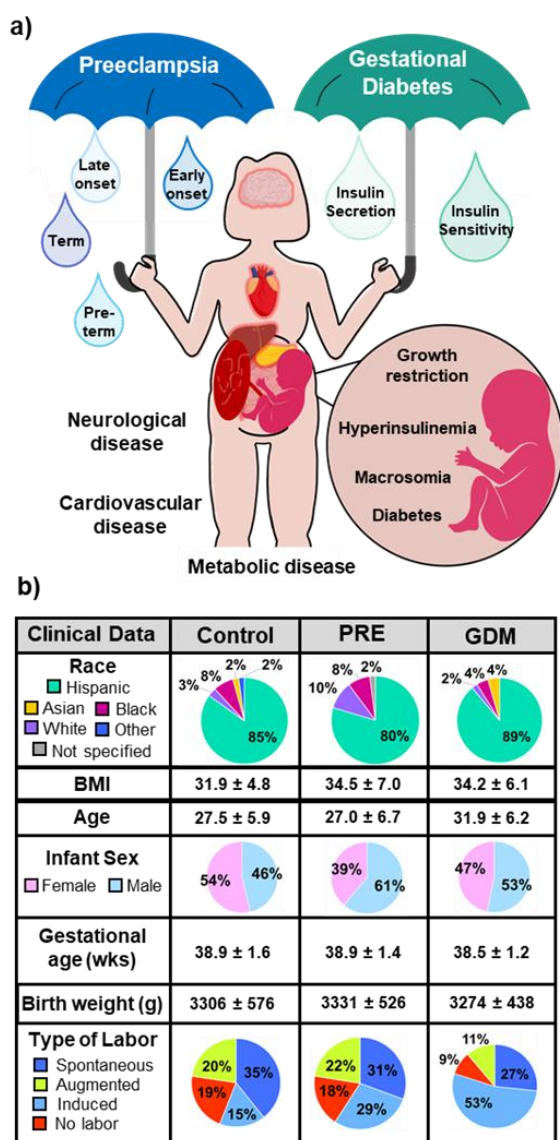 a)
Preeclampsia
Gestational
Diabetes
Late
onset
Early
onset
Term
Pre-
term
Insulin
Secretion
Insulin
Sensitivity
Growth
restriction
Hyperinsulinemia
Macrosomia
Diabetes
Neurological
disease
Cardiovascular
disease
Metabolic disease
b)
Clinical Data Control PRE GDM
Race
Hispanic
Asian Black
White Other
Not specified
3% 8% 2% 2% 85%
10% 8% 2% 80%
2% 4% 4% 89%
BMI 31.9 ± 4.8 34.5 ± 7.0 34.2 ± 6.1
Age 27.5 ± 5.9 27.0 ± 6.7 31.9 ± 6.2
Infant Sex
Female Male
54% 46%
39% 61%
47% 53%
Gestational
age (wks)
38.9 ± 1.6 38.9 ± 1.4 38.5 ± 1.2
Birth weight (g) 3306 ± 576 3331 ± 526 3274 ± 438
Type of Labor
Spontaneous
Augmented
Induced
No labor
20% 35% 19% 15%
22% 31% 18% 29%
11% 9% 27% 53%